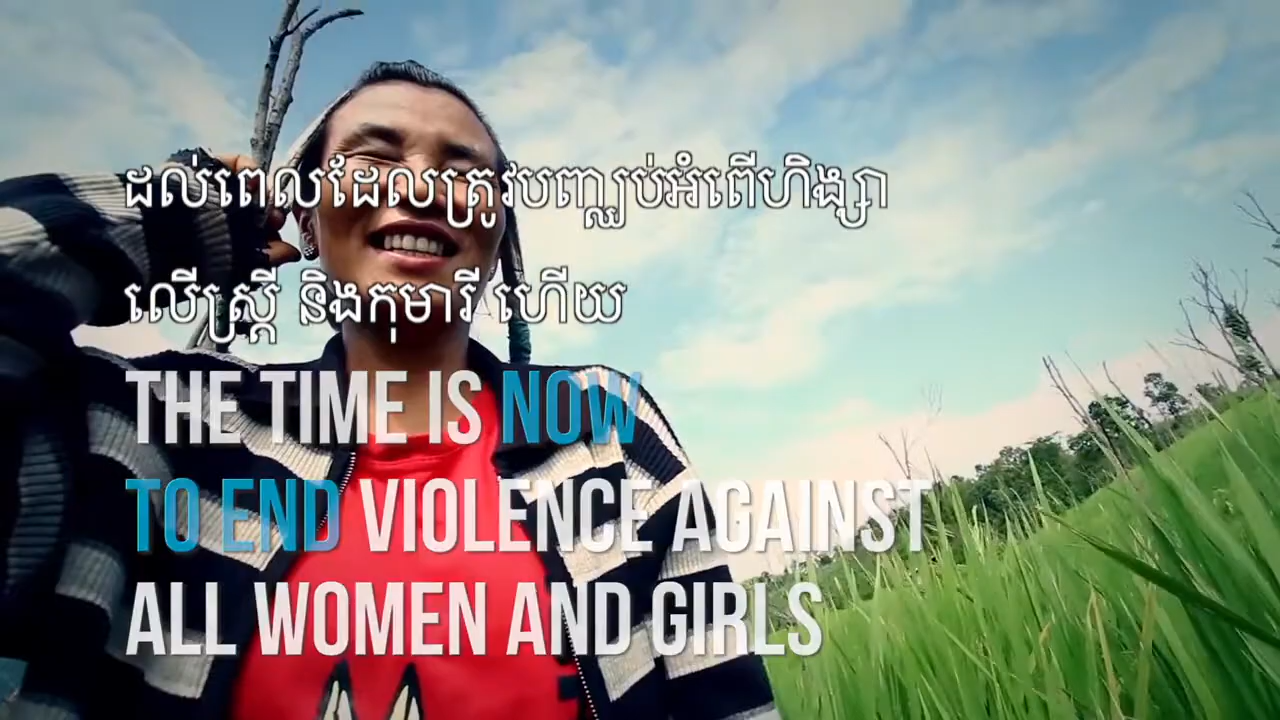 ដល់ពេលដែលត្រូវបញ្ឈប់អំពើហិង្សា
លើស្ត្រី និងកុមារី ហើយ
THE TIME IS NOW
TO END VIOLENCE AGAINST
ALL WOMEN AND GIRLS